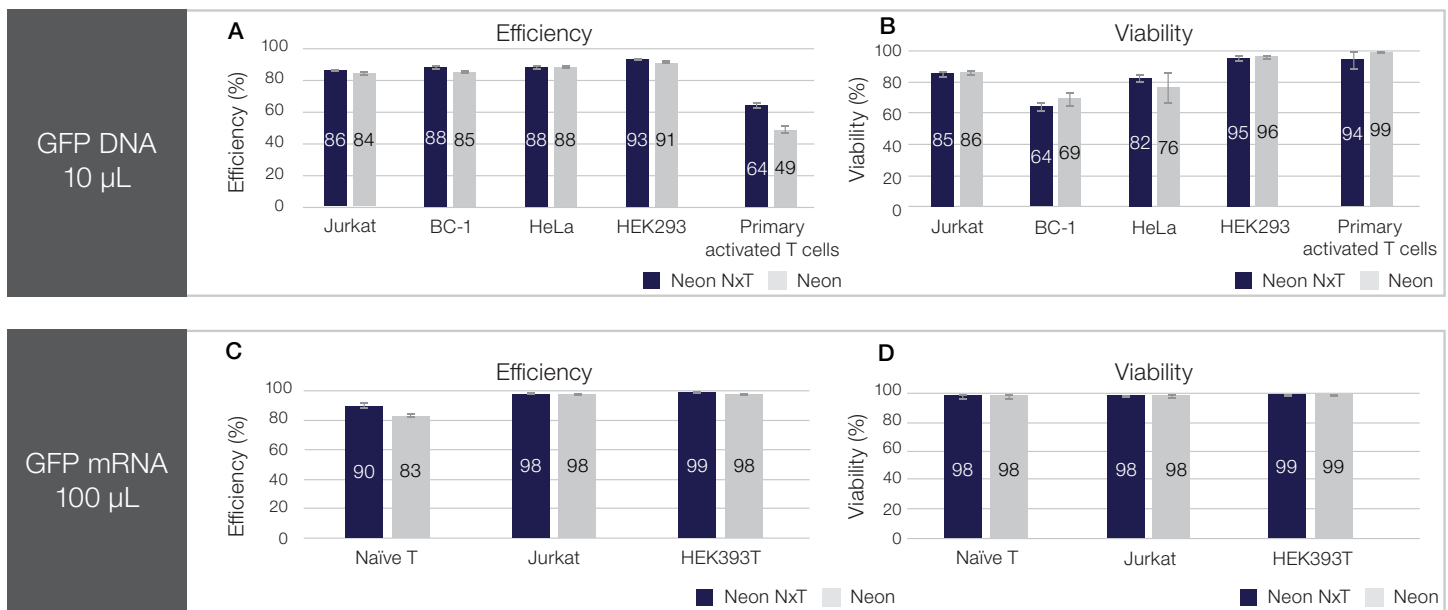 GFP DNA
10 µL
A
Efficiency
Efficiency (%)
100
80
60
40
20
0
86 84 88 85 88 88 93 91 64 49
Jurkat BC-1 HeLa HEK293 Primary
activated T cells
Neon NxT Neon
B
Viability
Viability (%)
100
80
60
40
20
0
85 86 64 69 82 76 95 96 94 99
Jurkat BC-1 HeLa HEK293 Primary
activated T cells
Neon NxT Neon
GFP mRNA
100 µL
C
Efficiency
Efficiency (%)
100
80
60
40
20
0
90 83 98 98 99 98
Naïve T Jurkat HEK393T
Neon NxT Neon
D
Viability
Viability (%)
100
80
60
40
20
0
98 98 98 98 99 99
Naïve T Jurkat HEK393T
Neon NxT Neon